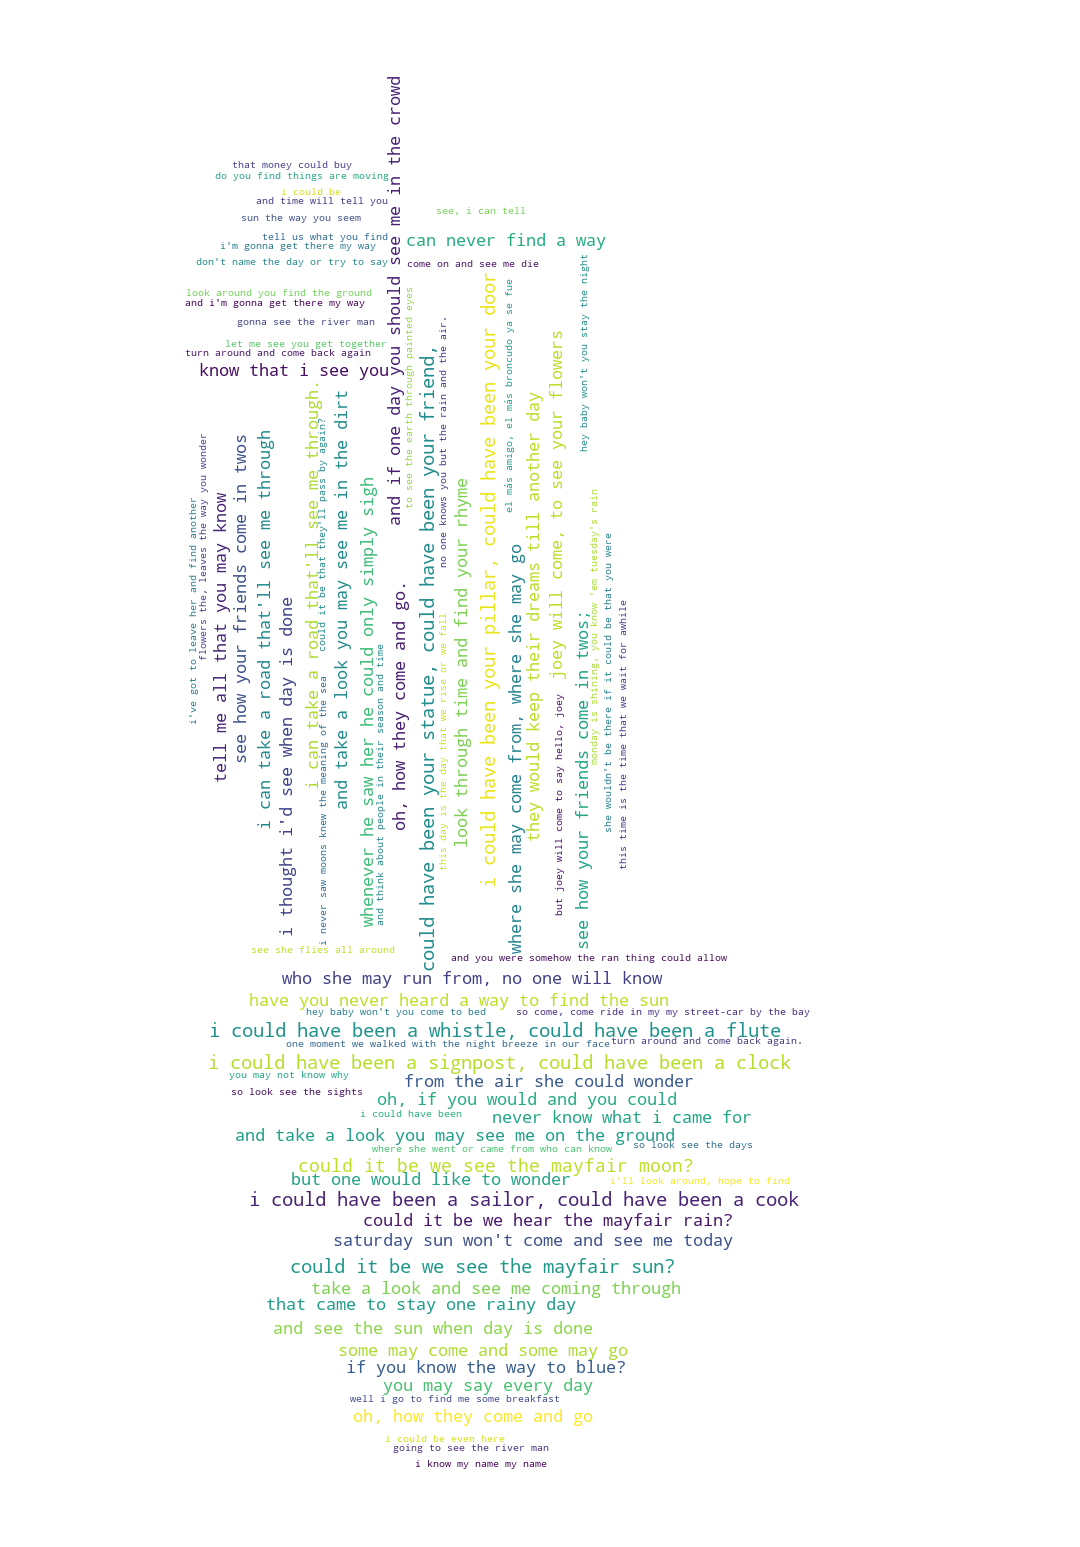 that money could buy
do you find things are moving
i could be
and time will tell you
see, i can tell
sun the way you seem
tell us what you find
can never find a way
i'm gonna get there my way
don't name the day or try to say
come on and see me die
look around you find the ground
and i'm gonna get there my way
gonna see the river man
let me see you get together
turn around and come back again
know that i see you
i've got to leave her and find another
flowers the, leaves the way you wonder
tell me all that you may know
see how your friends come in twos
i can take a road that'll see me through
i thought i'd see when day is done
i can take a road that'll see me through.
could it be that they'll pass by again?
i never saw moons knew the meaning of the sea
and take a look you may see me in the dirt
whenever he saw her he could only simply sigh
and think about people in their season and time
and if one day you should see me in the crowd
oh, how they come and go.
to see the earth through painted eyes
could have been your statue, could have been your friend,
no one knows you but the rain and the air.
this day is the day that we rise or we fall
look through time and find your rhyme
i could have been your pillar, could have been your door
el más amigo, el más broncudo ya se fue
where she may come from, where she may go
they would keep their dreams till another day
joey will come, to see your flowers
but joey will come to say hello, joey
hey baby won't you stay the night
see how your friends come in twos;
monday is shining, you know 'em tuesday's rain
she wouldn't be there if it could be that you were
this time is the time that we wait for awhile
see she flies all around
and you were somehow the ran thing could allow
who she may run from, no one will know
have you never heard a way to find the sun
hey baby won't you come to bed
so come, come ride in my my street-car by the bay
i could have been a whistle, could have been a flute
one moment we walked with the night breeze in our face
turn around and come back again.
i could have been a signpost, could have been a clock
you may not know why
from the air she could wonder
so look see the sights
oh, if you would and you could
i could have been
never know what i came for
and take a look you may see me on the ground
so look see the days
where she went or came from who can know
could it be we see the mayfair moon?
but one would like to wonder
i'll look around, hope to find
i could have been a sailor, could have been a cook
could it be we hear the mayfair rain?
saturday sun won't come and see me today
could it be we see the mayfair sun?
take a look and see me coming through
that came to stay one rainy day
and see the sun when day is done
some may come and some may go
if you know the way to blue?
you may say every day
well i go to find me some breakfast
oh, how they come and go
i could be even here
going to see the river man
i know my name my name